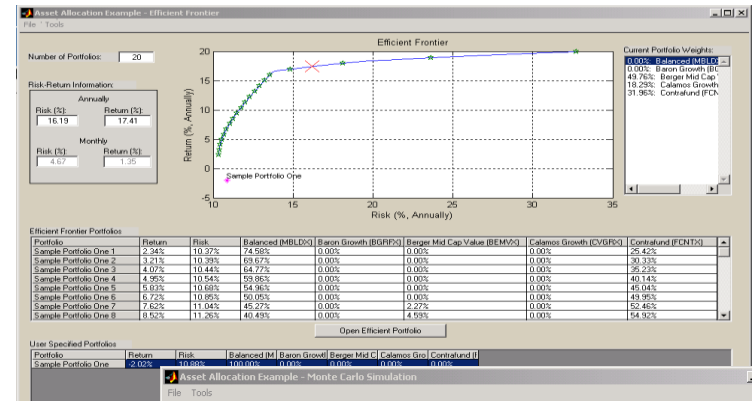 Asset Allocation Example - Efficient Frontier
File Tools
Number of Portfolios: 20
Risk-Return Information:
Annually
Risk (%): Return (%):
16.19 17.41
Monthly
Risk (%): Return (%):
4.67 1.35
Efficient Frontier
Return (%, Annually)
20
15
10
5
0
-5
Sample Portfolio One
10 15 20 25 30 35
Risk (%, Annually)
Current Portfolio Weights:
0.00%: Balanced (MBLD
0.00%: Baron Growth (BG
49.76%: Berger Mid Cap
18.29%: Calamos Growth
31.96%: Contrafund (FCN
Efficient Frontier Portfolios
Portfolio Return Risk Balanced (MBLDX) Baron Growth (BGRFX) Berger Mid Cap Value (BEMVX) Calamos Growth (CVGRX) Contrafund (FCNTX)
Sample Portfolio One 1 2.34% 10.37% 74.58% 0.00% 0.00% 0.00% 25.42%
Sample Portfolio One 2 3.21% 10.39% 69.67% 0.00% 0.00% 0.00% 30.33%
Sample Portfolio One 3 4.07% 10.44% 64.77% 0.00% 0.00% 0.00% 35.23%
Sample Portfolio One 4 4.95% 10.54% 59.86% 0.00% 0.00% 0.00% 40.14%
Sample Portfolio One 5 5.83% 10.68% 54.96% 0.00% 0.00% 0.00% 45.04%
Sample Portfolio One 6 6.72% 10.85% 50.05% 0.00% 0.00% 0.00% 49.95%
Sample Portfolio One 7 7.62% 11.04% 45.27% 0.00% 2.27% 0.00% 52.46%
Sample Portfolio One 8 8.52% 11.26% 40.49% 0.00% 4.59% 0.00% 54.92%
Open Efficient Portfolio
User Specified Portfolios
Portfolio Return Risk Balanced (M Baron Growtl Berger Mid C Calamos Gro Contrafund (f
Sample Portfolio One -2.02% 10.88% 100.00% 0.00% 0.00% 0.00% 0.00%
Asset Allocation Example - Monte Carlo Simulation
File Tools